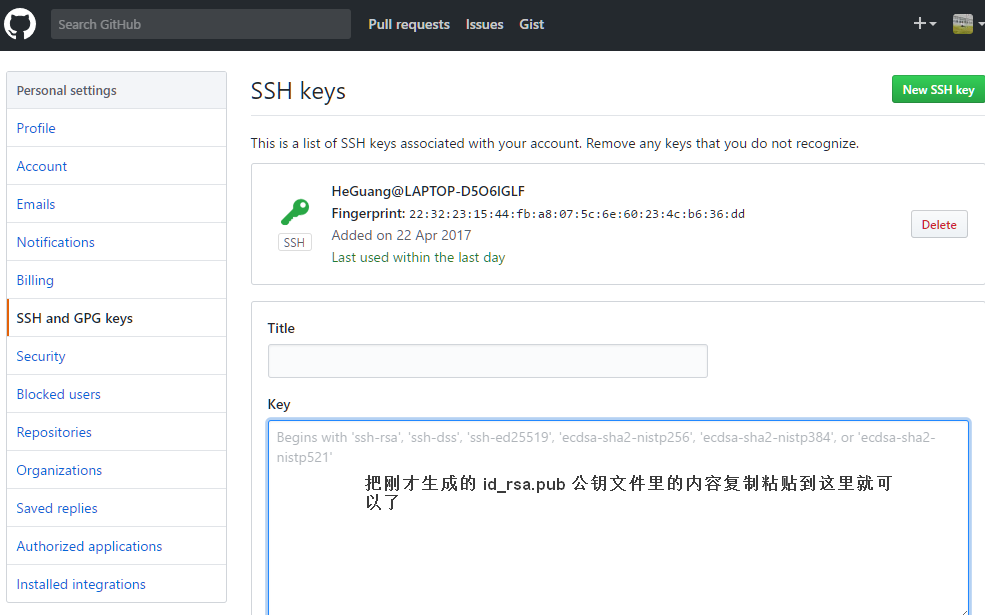 Search GitHub
Pull requests
Issues
Gist
Personal settings
Profile
Account
Emails
Notifications
Billing
SSH and GPG keys
Security
Blocked users
Repositories
Organizations
Saved replies
Authorized applications
Installed integrations
SSH keys
New SSH key
This is a list of SSH keys associated with your account. Remove any keys that you do not recognize.
HeGuang@LAPTOP-D5O6IGLF
Fingerprint: 22:32:23:15:44:fb:a8:07:5c:6e:60:23:4c:b6:36:dd
Added on 22 Apr 2017
Last used within the last day
SSH
Delete
Title
Key
Begins with 'ssh-rsa', 'ssh-dss', 'ssh-ed25519', 'ecdsa-sha2-nistp256', 'ecdsa-sha2-nistp384', or 'ecdsa-sha2-
nistp521'
把刚才生成的 id_rsa.pub 公钥文件里的内容复制粘贴到这里就可
以了